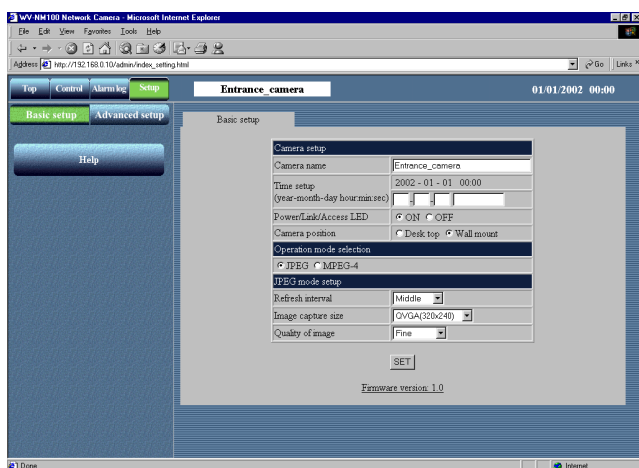 WV-NM100 Network Camera - Microsoft Internet Explorer
File Edit View Favorites Tools Help
Address http://192.168.0.10/admin/index_setting.html Go Links »
Top Control Alarm log Setup Entrance_camera 01/01/2002 00:00
Basic setup Advanced setup
Help
Basic setup
Camera setup
Camera name Entrance_camera
Time setup 2002 - 01 - 01 00:00
(year-month-day hour:min:sec) - -
Power/Link/Access LED ON OFF
Camera position Desk top Wall mount
Operation mode selection
JPEG MPEG-4
JPEG mode setup
Refresh interval Middle
Image capture size QVGA(320x240)
Quality of image Fine
SET
Firmware version: 1.0
Done Internet